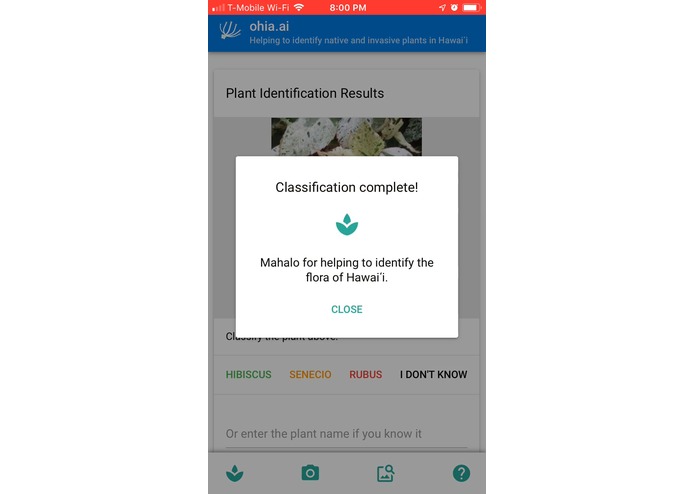 T-Mobile Wi-Fi 8:00 PM
ohia.ai
Helping to identify native and invasive plants in Hawaiʻi
Plant Identification Results
Classification complete!
Mahalo for helping to identify the
flora of Hawaiʻi.
CLOSE
Classify the plant above:
HIBISCUS SENECIO RUBUS I DON'T KNOW
Or enter the plant name if you know it